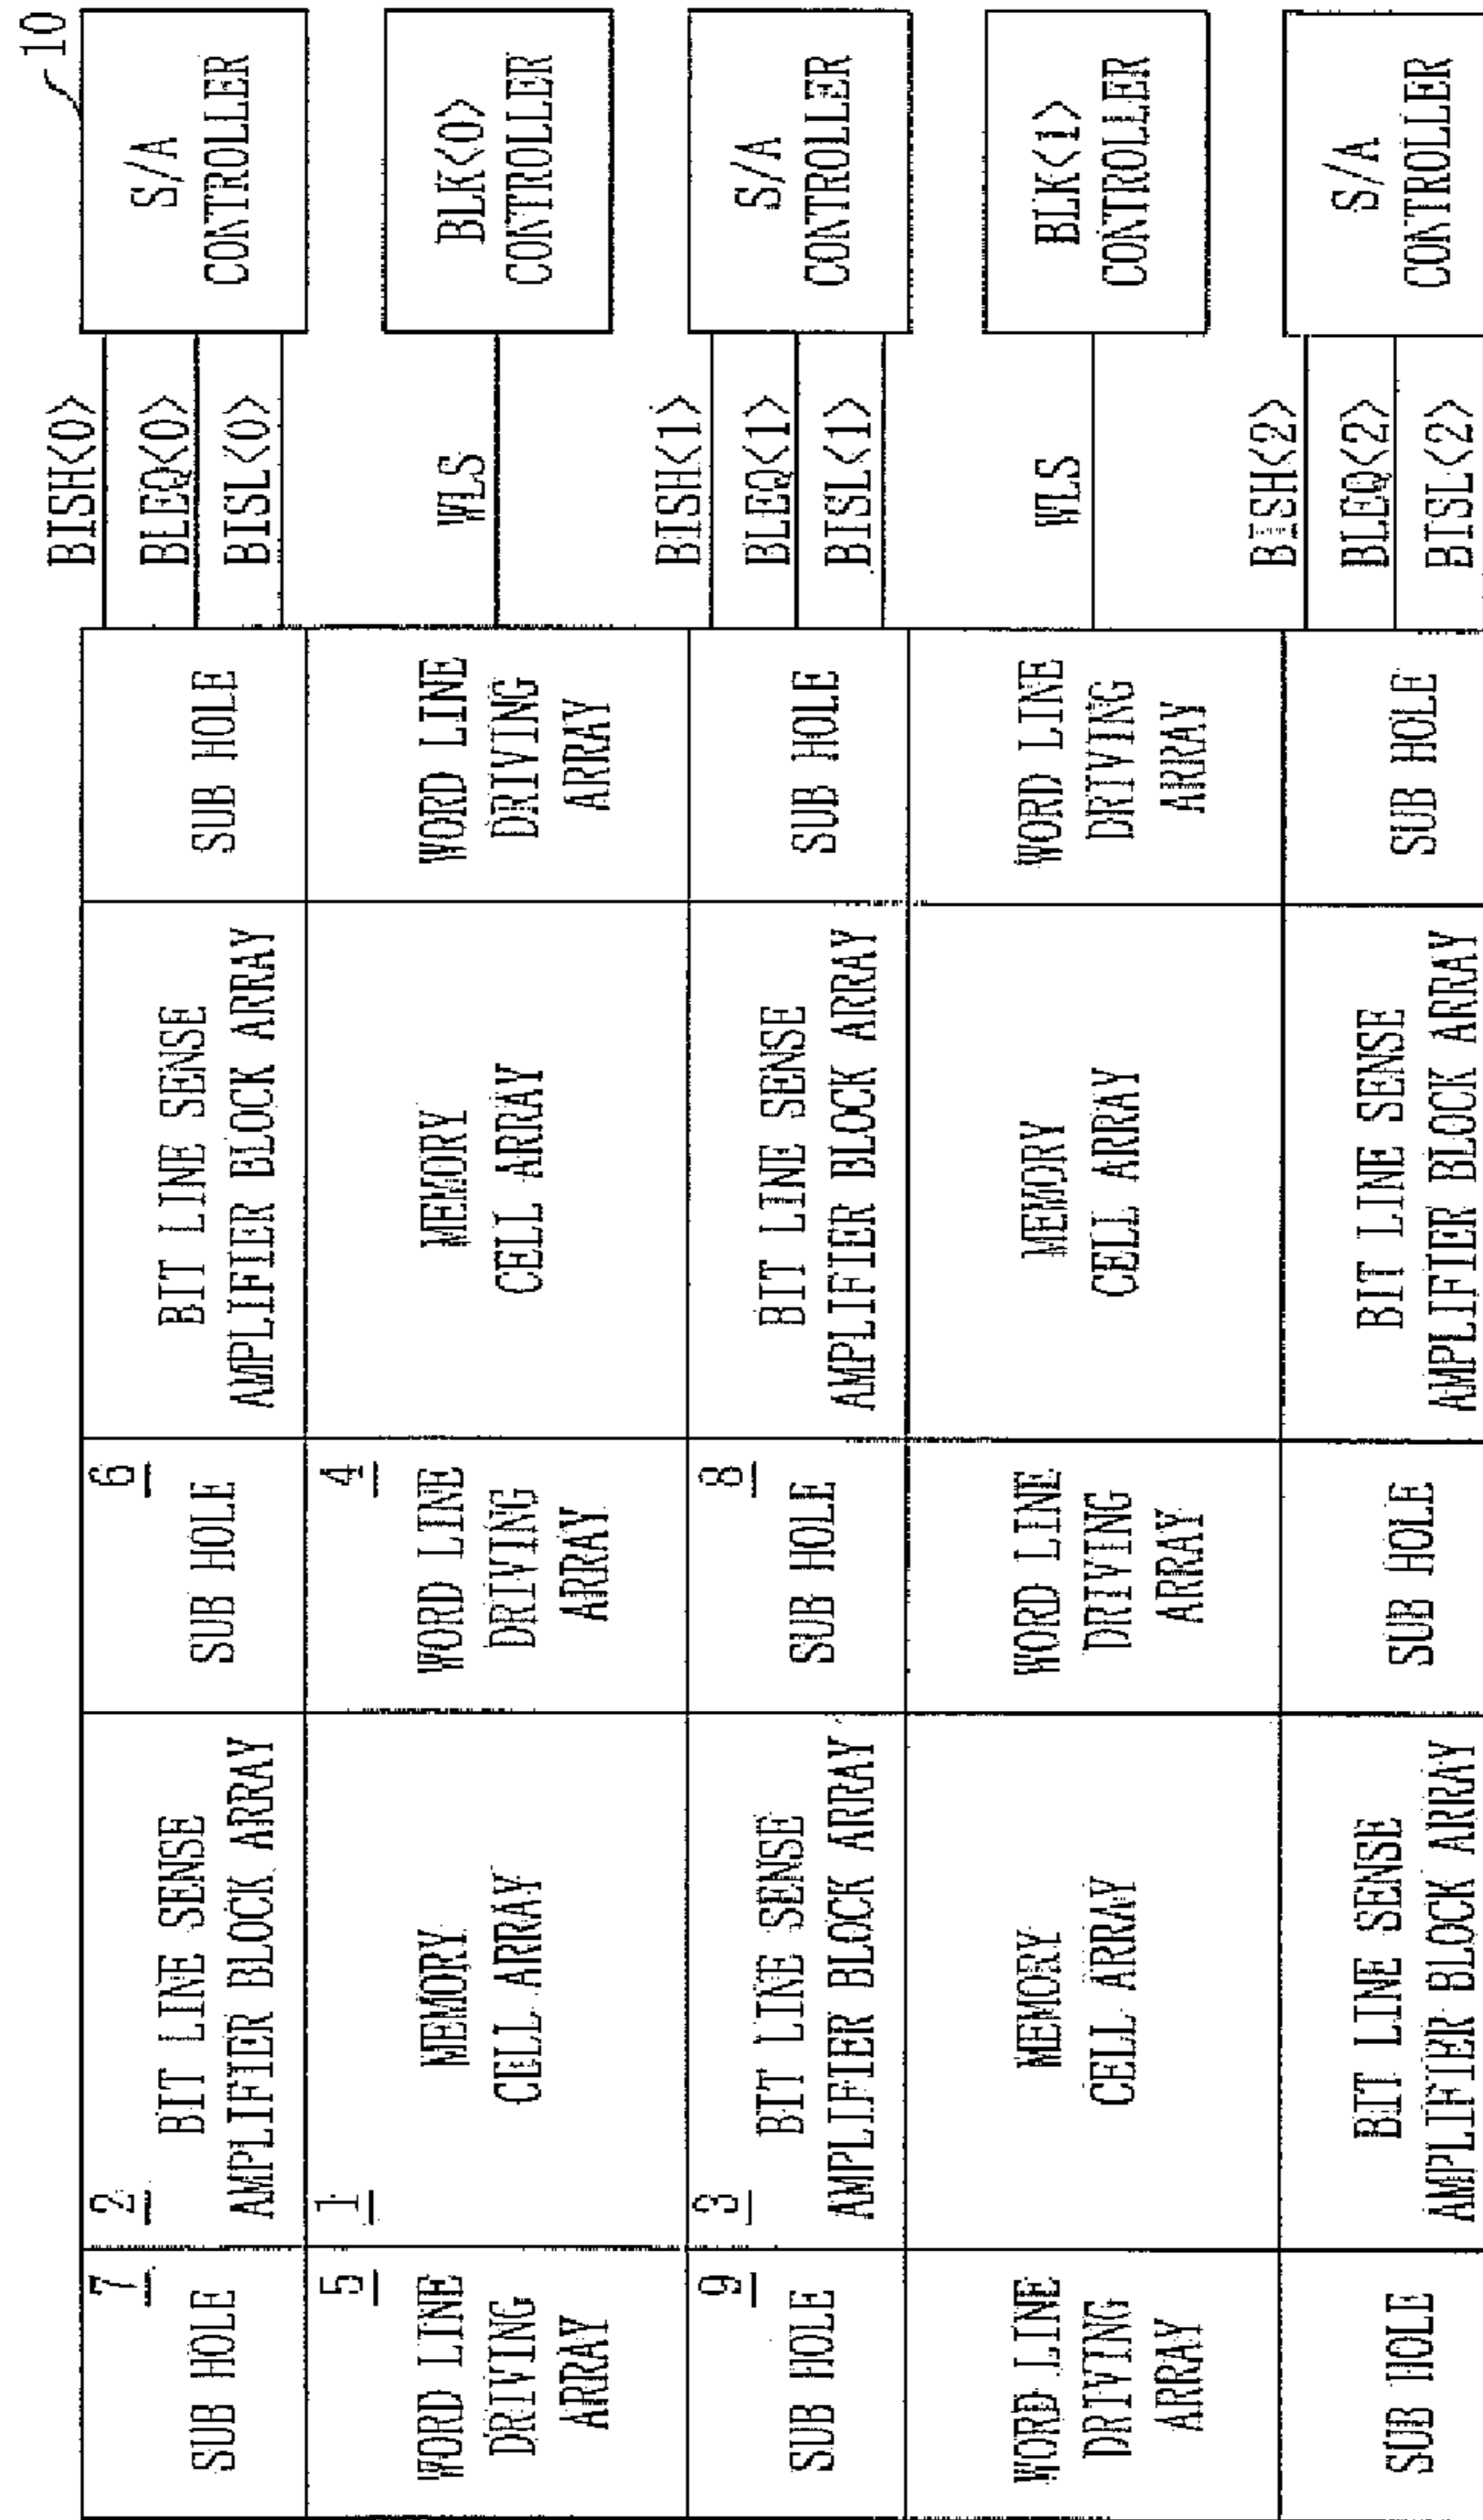 10
S/A
CONTROLLER
BISH<0>
BLEQ<0>
BISL<0>
SUB HOLE
BIT LINE SENSE
AMPLIFIER BLOCK ARRAY
6
SUB HOLE
2
BIT LINE SENSE
AMPLIFIER BLOCK ARRAY
7
SUB HOLE
BLK<0>
CONTROLLER
WLS
WORD LINE
DRIVING
ARRAY
MEMORY
CELL ARRAY
4
WORD LINE
DRIVING
ARRAY
1
MEMORY
CELL ARRAY
5
WORD LINE
DRIVING
ARRAY
S/A
CONTROLLER
BISH<1>
BLEQ<1>
BISL<1>
SUB HOLE
BIT LINE SENSE
AMPLIFIER BLOCK ARRAY
8
SUB HOLE
3
BIT LINE SENSE
AMPLIFIER BLOCK ARRAY
9
SUB HOLE
BLK<1>
CONTROLLER
WLS
WORD LINE
DRIVING
ARRAY
MEMORY
CELL ARRAY
WORD LINE
DRIVING
ARRAY
MEMORY
CELL ARRAY
WORD LINE
DRIVING
ARRAY
S/A
CONTROLLER
BISH<2>
BLEQ<2>
BISL<2>
SUB HOLE
BIT LINE SENSE
AMPLIFIER BLOCK ARRAY
SUB HOLE
BIT LINE SENSE
AMPLIFIER BLOCK ARRAY
SUB HOLE